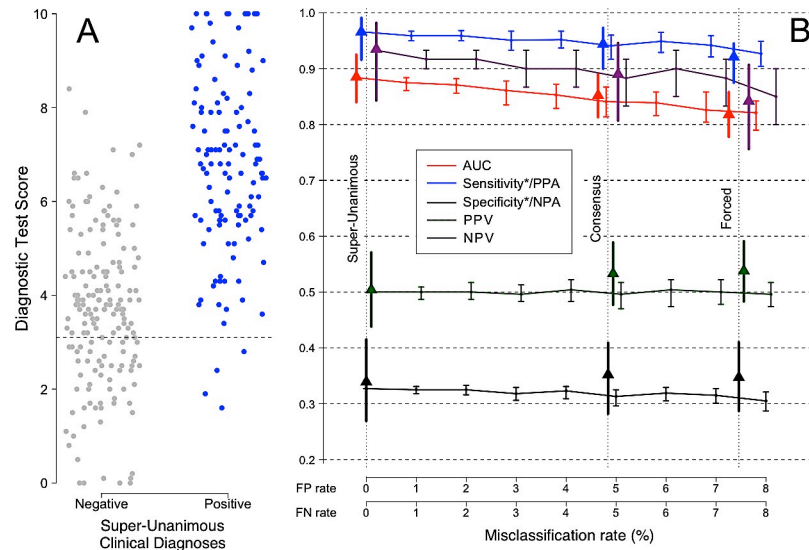 A
Diagnostic Test Score
10
8
6
4
2
0
Negative
Positive
Super-Unanimous
Clinical Diagnoses
B
1.0
0.9
0.8
0.7
0.6
0.5
0.4
0.3
0.2
Super-Unanimous
Consensus
Forced
AUC
Sensitivity*/PPA
Specificity*/NPA
PPV
NPV
FP rate
0 1 2 3 4 5 6 7 8
FN rate
0 1 2 3 4 5 6 7 8
Misclassification rate (%)